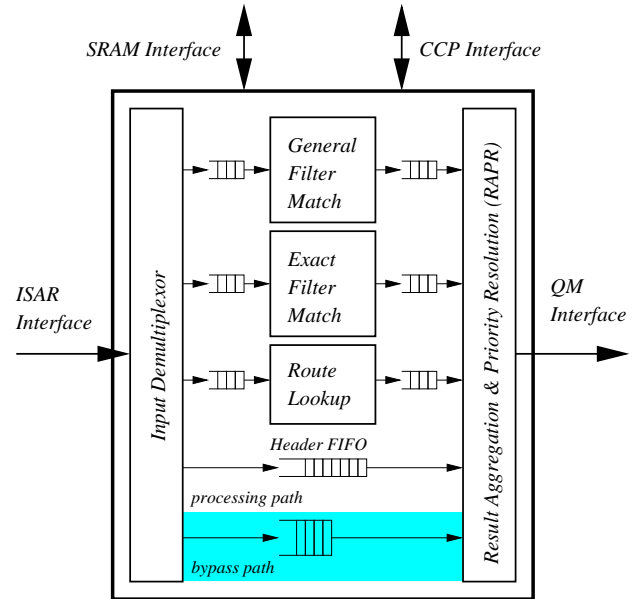 SRAM Interface
CCP Interface
General
Filter
Match
Exact
Filter
Match
Route
Lookup
ISAR
Interface
QM
Interface
Input Demultiplexor
Result Aggregation & Priority Resolution (RAPR)
Header FIFO
processing path
bypass path